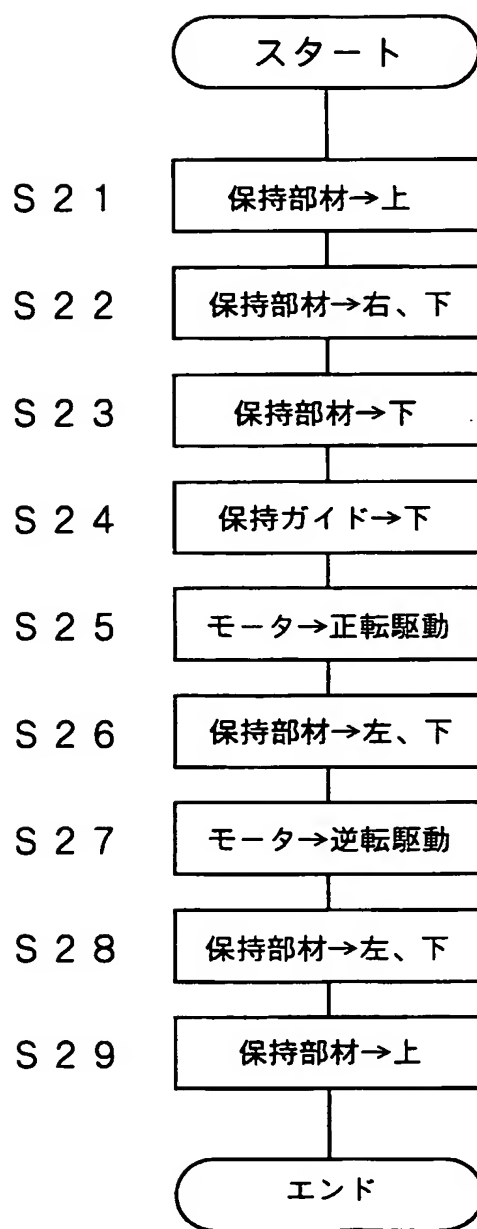 スタート
S21 保持部材→上
S22 保持部材→右、下
S23 保持部材→下
S24 保持ガイド→下
S25 モータ→正転駆動
S26 保持部材→左、下
S27 モータ→逆転駆動
S28 保持部材→左、下
S29 保持部材→上
エンド